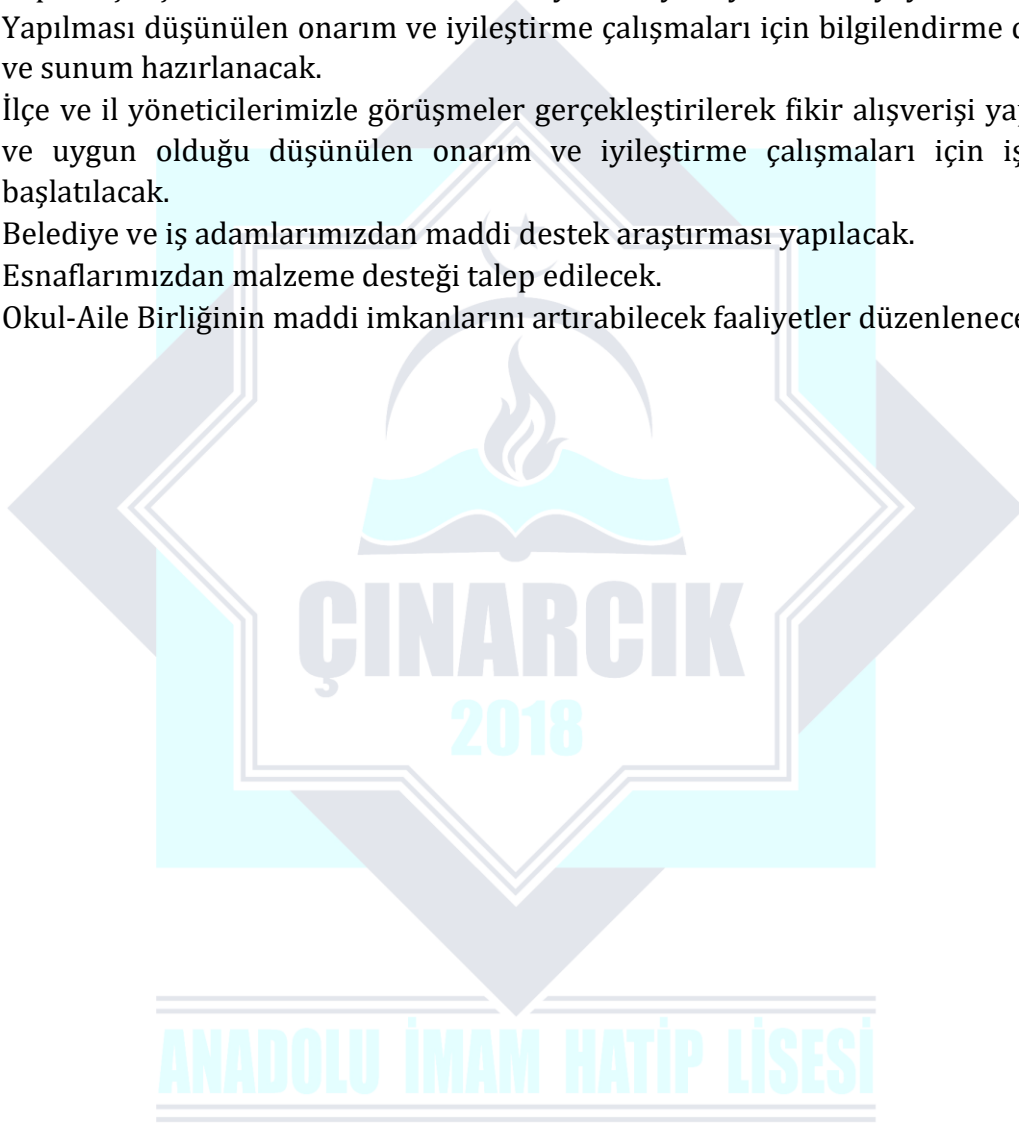 Yapılması düşünülen onarım ve iyileştirme çalışmaları için bilgilendirme
ve sunum hazırlanacak.
İlçe ve il yöneticilerimizle görüşmeler gerçekleştirilerek fikir alışverişi
ve uygun olduğu düşünülen onarım ve iyileştirme çalışmaları için
başlatılacak.
Belediye ve iş adamlarımızdan maddi destek araştırması yapılacak.
Esnaflarımızdan malzeme desteği talep edilecek.
Okul-Aile Birliğinin maddi imkanlarını artırabilecek faaliyetler
ÇINARCIK
2018
ANADOLU İMAM HATİP LİSESİ